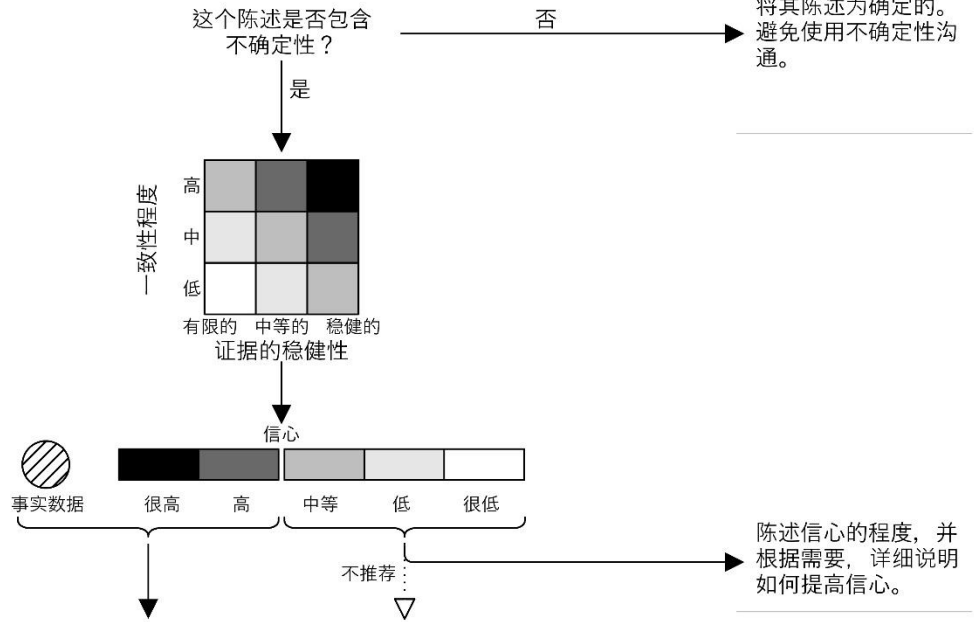 这个陈述是否包含
不确定性？
否
将其陈述为确定的。
避免使用不确定性沟
通。
是
一致性程度
高
中
低
有限的 中等的 稳健的
证据的稳健性
信心
事实数据 很高 高 中等 低 很低
不推荐
陈述信心的程度，并
根据需要，详细说明
如何提高信心。